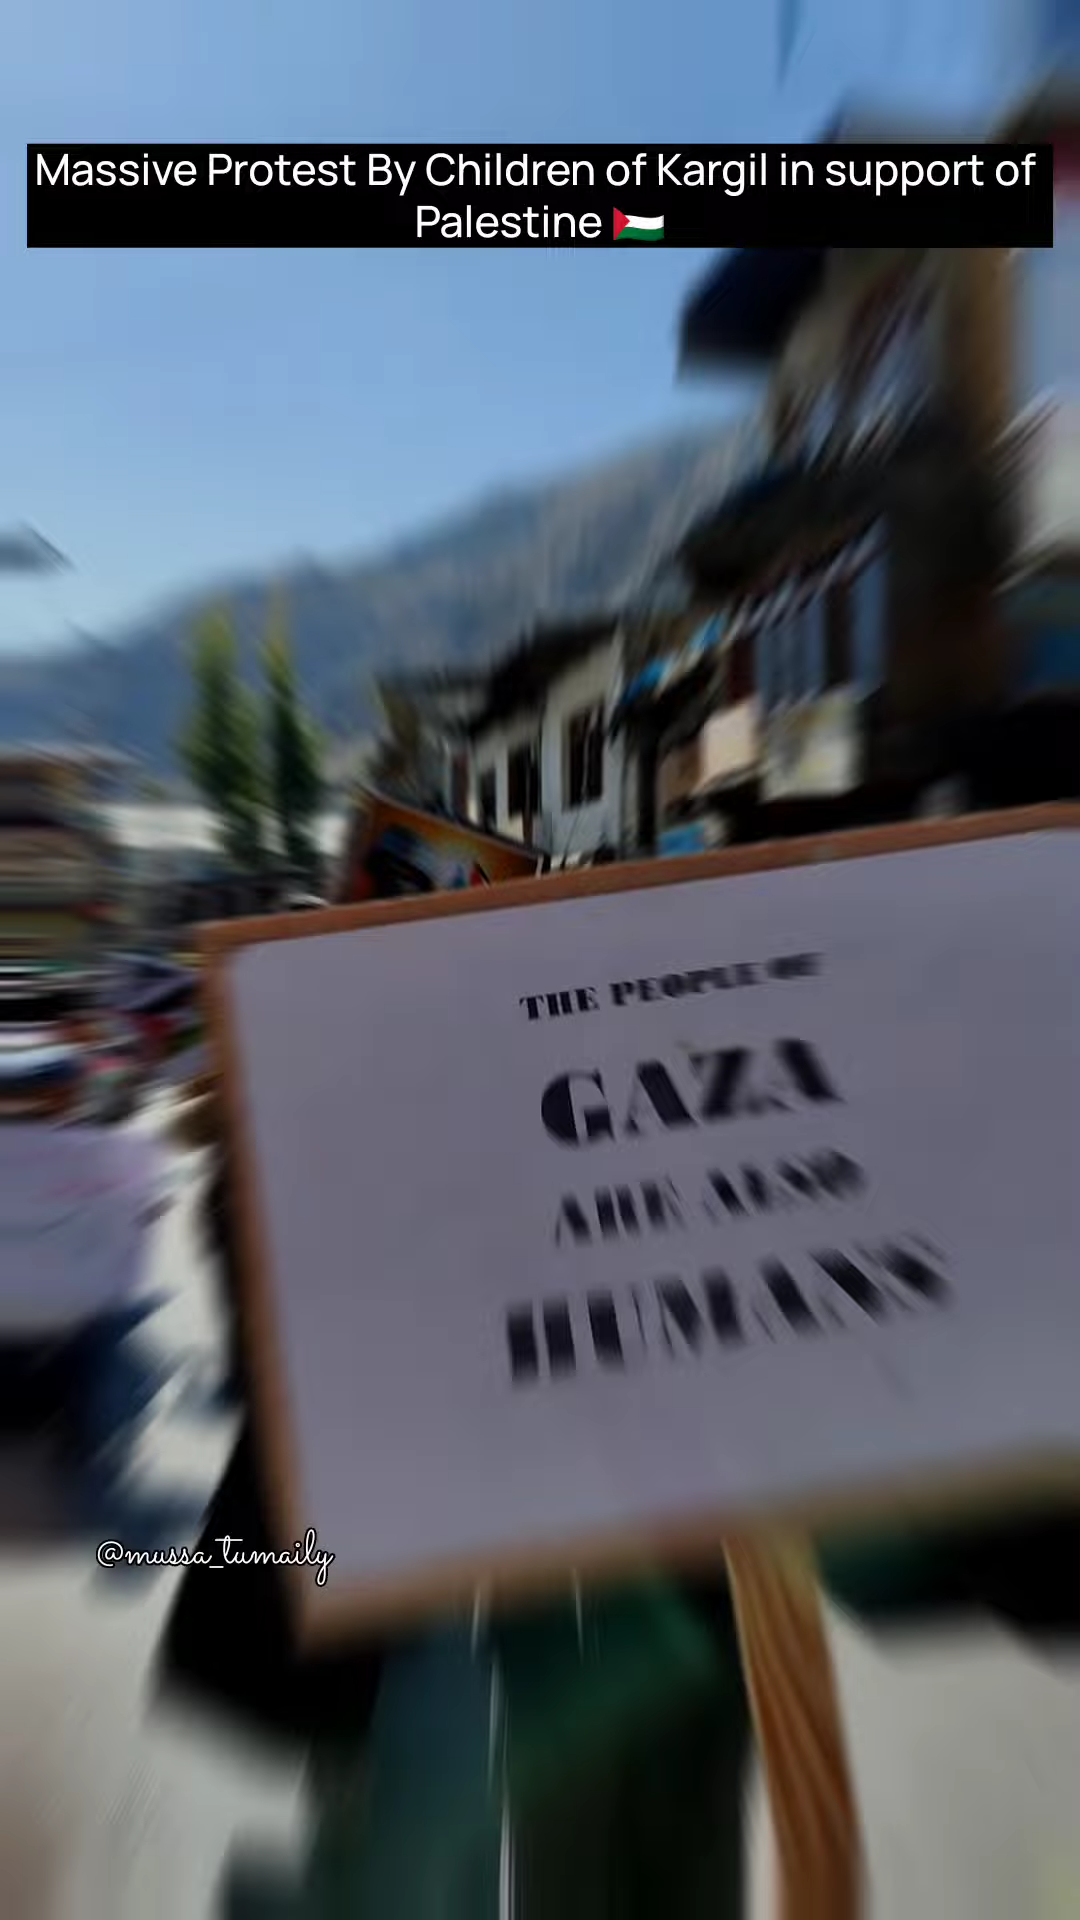 Massive Protest By Children of Kargil in support of
Palestine 🇵🇸
THE PEOPLE OF
GAZA
ARE ALSO
HUMANS
@mussa_tumaily